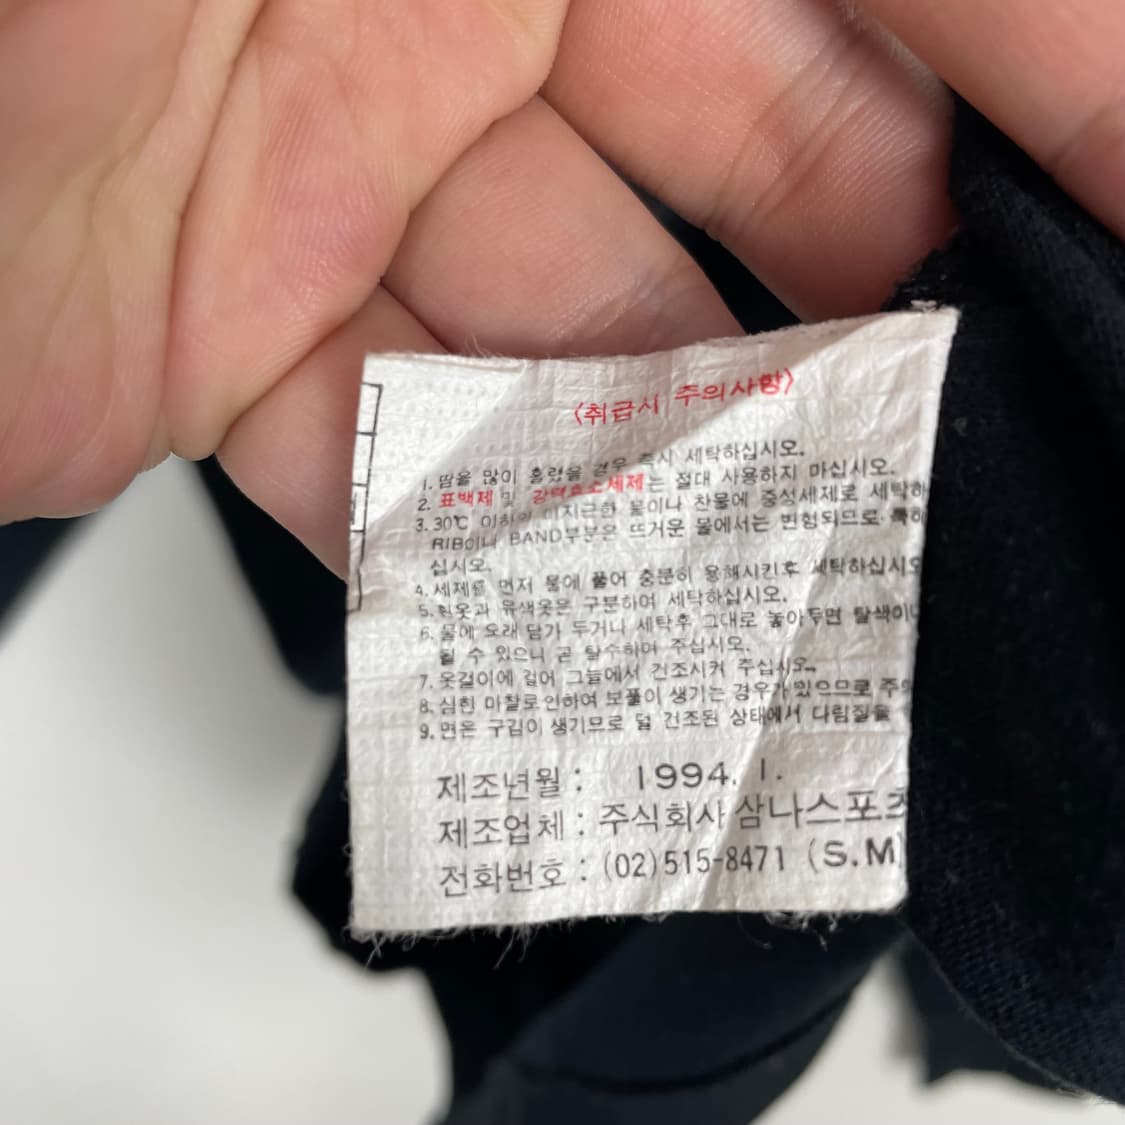 〈취급시 주의사항〉
1. 땀을 많이 흘렸을 경우 즉시 세탁하십시오.
2. 표백제 및 강력효소세제는 절대 사용하지 마십시오.
3. 30℃ 이하의 미지근한 물이나 찬물에 중성세제로 세탁하
RIB이나 BAND부분은 뜨거운 물에서는 변형되므로 특히
십시오.
4. 세제를 먼저 물에 풀어 충분히 용해시킨후 세탁하십시오
5. 흰옷과 유색옷은 구분하여 세탁하십시오.
6. 물에 오래 담가 두거나 세탁후 그대로 놓아두면 탈색이나
될 수 있으니 곧 탈수하여 주십시오.
7. 옷걸이에 걸어 그늘에서 건조시켜 주십시오.
8. 심한 마찰로 인하여 보풀이 생기는 경우가 있으므로 주의
9. 면은 구김이 생기므로 덜 건조된 상태에서 다림질을
제조년월 : 1994. 1.
제조업체 : 주식회사 삼나스포츠
전화번호 : (02)515-8471 (S.M)